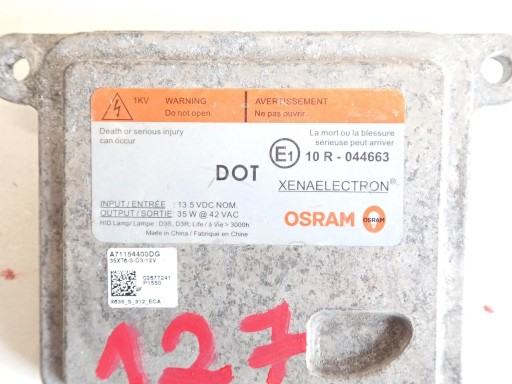 1KV
WARNING
Do not open
AVERTISSEMENT
Ne pas ouvrir
Death or serious injury
can occur
La mort ou la blessure
sérieuse peut arriver
E1 10 R - 044663
DOT
XENAELECTRON®
INPUT / ENTRÉE : 13.5 VDC NOM.
OUTPUT / SORTIE: 35 W @ 42 VAC
HID Lamp/ Lampe : D3S, D3R; Life / à Vie > 3000h
Made in China / Fabriqué en Chine
OSRAM
OSRAM
A71154400DG
35XT6-S-D3/12V
02677241
P1550
X636_S_912_ECA
127